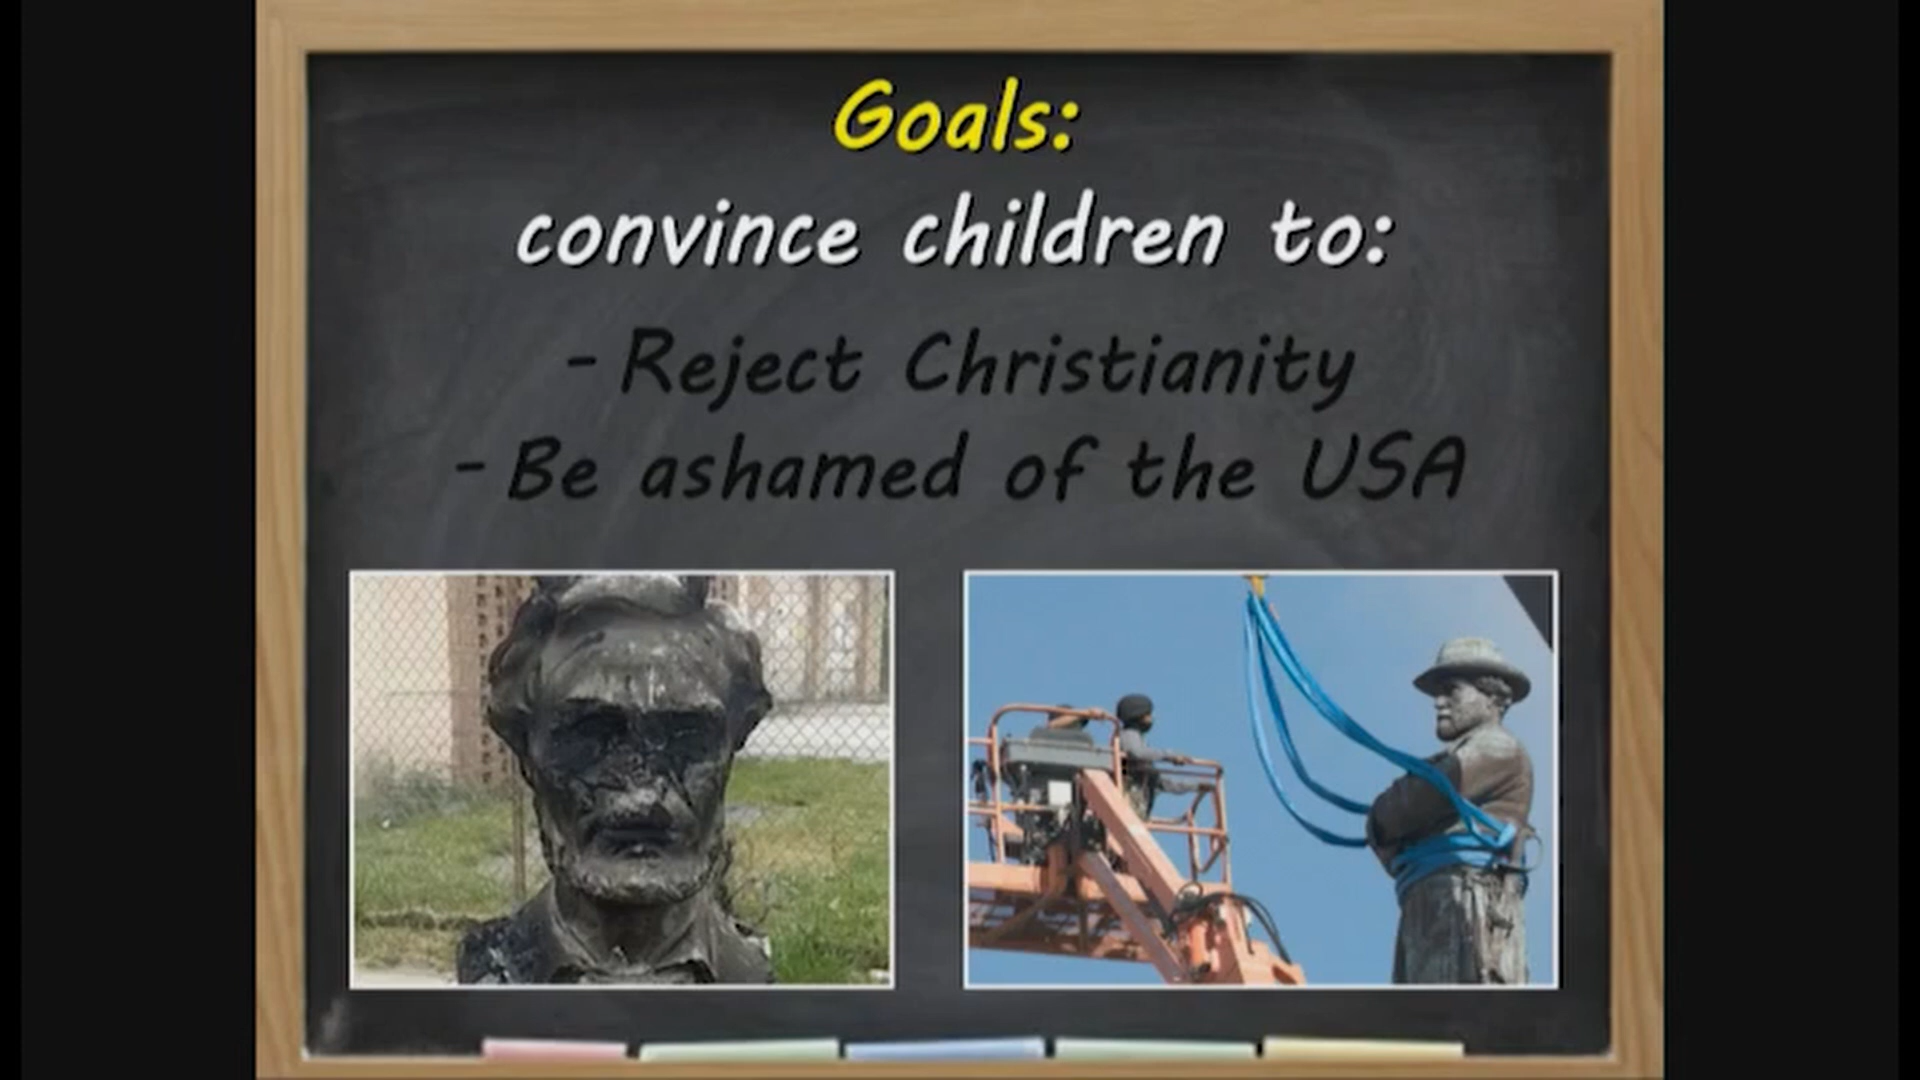 Goals:
convince children to:
- Reject Christianity
- Be ashamed of the USA